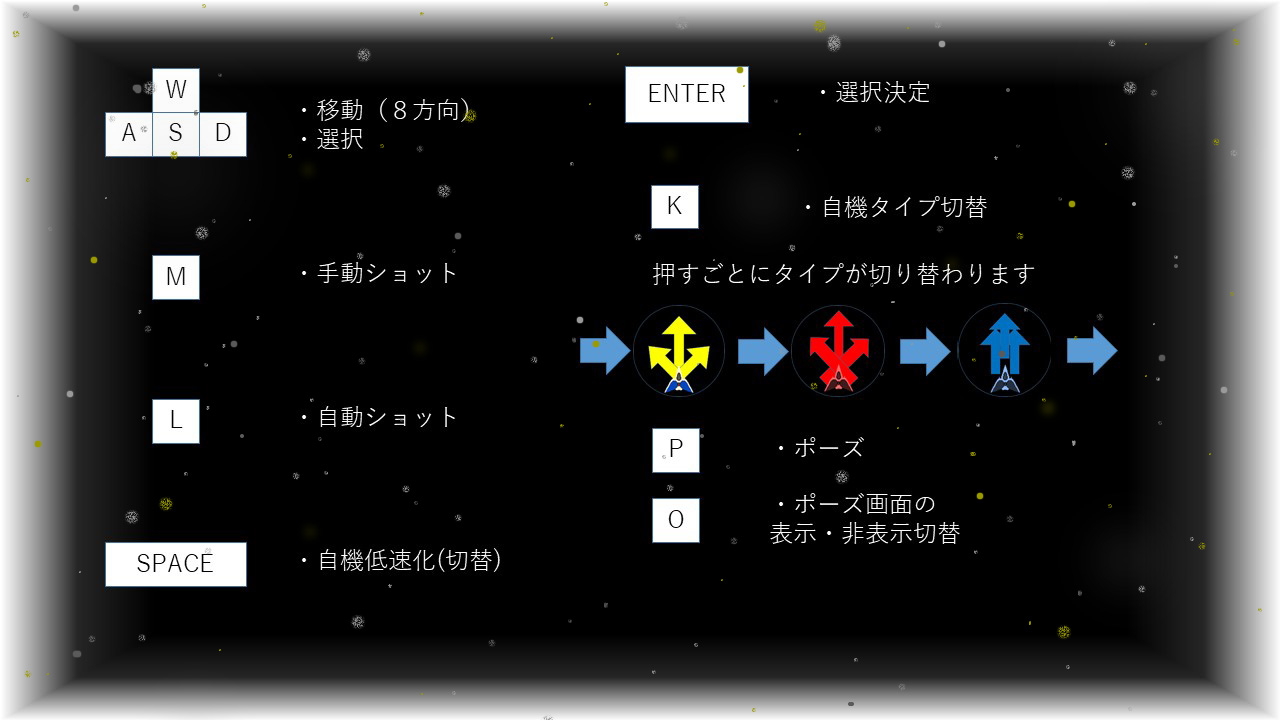 W
A S D
・移動（８方向）
・選択
M
・手動ショット
L
・自動ショット
SPACE
・自機低速化(切替)
ENTER
・選択決定
K
・自機タイプ切替
押すごとにタイプが切り替わります
P
・ポーズ
O
・ポーズ画面の
表示・非表示切替